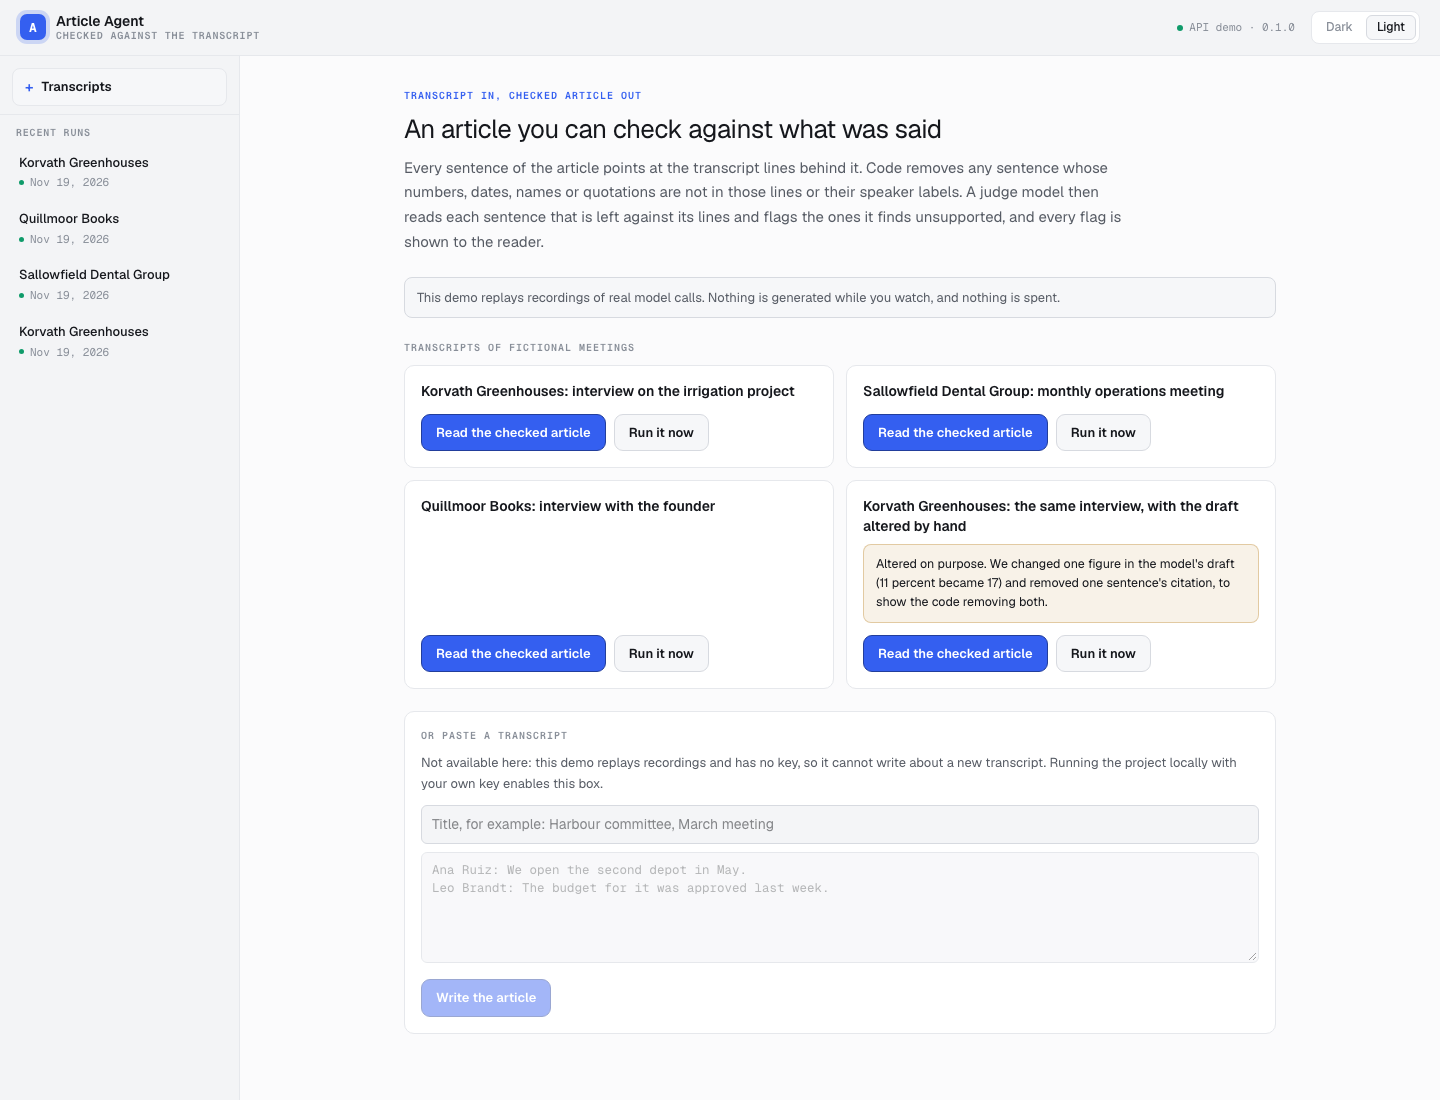 A
Article Agent
CHECKED AGAINST THE TRANSCRIPT
API demo · 0.1.0
Dark
Light
+ Transcripts
RECENT RUNS
Korvath Greenhouses
Nov 19, 2026
Quillmoor Books
Nov 19, 2026
Sallowfield Dental Group
Nov 19, 2026
Korvath Greenhouses
Nov 19, 2026
TRANSCRIPT IN, CHECKED ARTICLE OUT
An article you can check against what was said
Every sentence of the article points at the transcript lines behind it. Code removes any sentence whose
numbers, dates, names or quotations are not in those lines or their speaker labels. A judge model then
reads each sentence that is left against its lines and flags the ones it finds unsupported, and every flag is
shown to the reader.
This demo replays recordings of real model calls. Nothing is generated while you watch, and nothing is spent.
TRANSCRIPTS OF FICTIONAL MEETINGS
Korvath Greenhouses: interview on the irrigation project
Read the checked article
Run it now
Sallowfield Dental Group: monthly operations meeting
Read the checked article
Run it now
Quillmoor Books: interview with the founder
Read the checked article
Run it now
Korvath Greenhouses: the same interview, with the draft
altered by hand
Altered on purpose. We changed one figure in the model's draft
(11 percent became 17) and removed one sentence's citation, to
show the code removing both.
Read the checked article
Run it now
OR PASTE A TRANSCRIPT
Not available here: this demo replays recordings and has no key, so it cannot write about a new transcript. Running the project locally with
your own key enables this box.
Title, for example: Harbour committee, March meeting
Ana Ruiz: We open the second depot in May.
Leo Brandt: The budget for it was approved last week.
Write the article